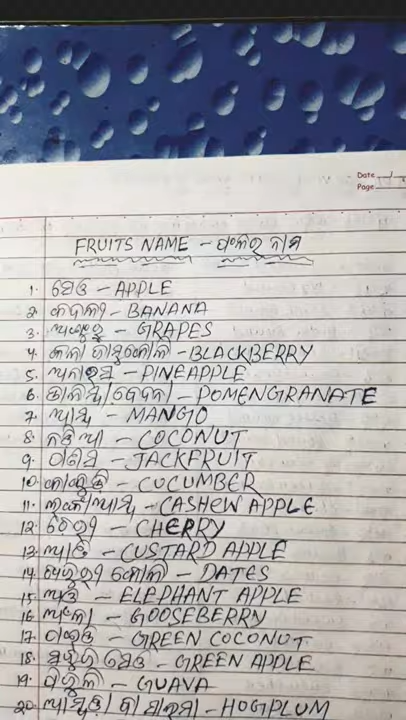 Date
Page
FRUITS NAME - ଫଳର ନାମ
1. ସେଓ - APPLE
2. କଦଳୀ - BANANA
3. ଅଙ୍ଗୁର - GRAPES
4. କଳା ଜାମୁକୋଳି - BLACKBERRY
5. ସପୁରୀ - PINEAPPLE
6. ଡାଳିମ୍ବ - POMENGRANATE
7. ଆମ୍ବ - MANGO
8. ନଡ଼ିଆ - COCONUT
9. ପଣସ - JACKFRUIT
10. କାକୁଡ଼ି - CUCUMBER
11. - CASHEW APPLE
12. ଚେରୀ - CHERRY
13. ଆତ - CUSTARD APPLE
14. ଖଜୁରୀ କୋଳି - DATES
15. ଅଉ - ELEPHANT APPLE
16. ଅଁଳା - GOOSEBERRY
17. ପଇଡ଼ - GREEN COCONUT
18. ସବୁଜ ସେଓ - GREEN APPLE
19. ପିଜୁଳି - GUAVA
20. - HOGPLUM